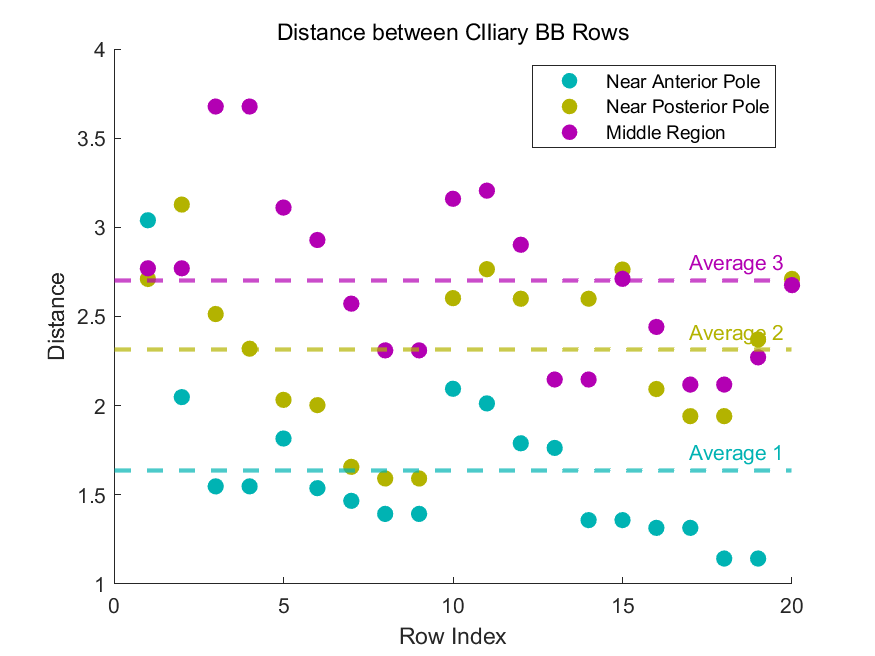 Distance between CIliary BB Rows
Near Anterior Pole
Near Posterior Pole
Middle Region
4
3.5
3
2.5
2
1.5
1
Distance
Average 3
Average 2
Average 1
0
5
10
15
20
Row Index